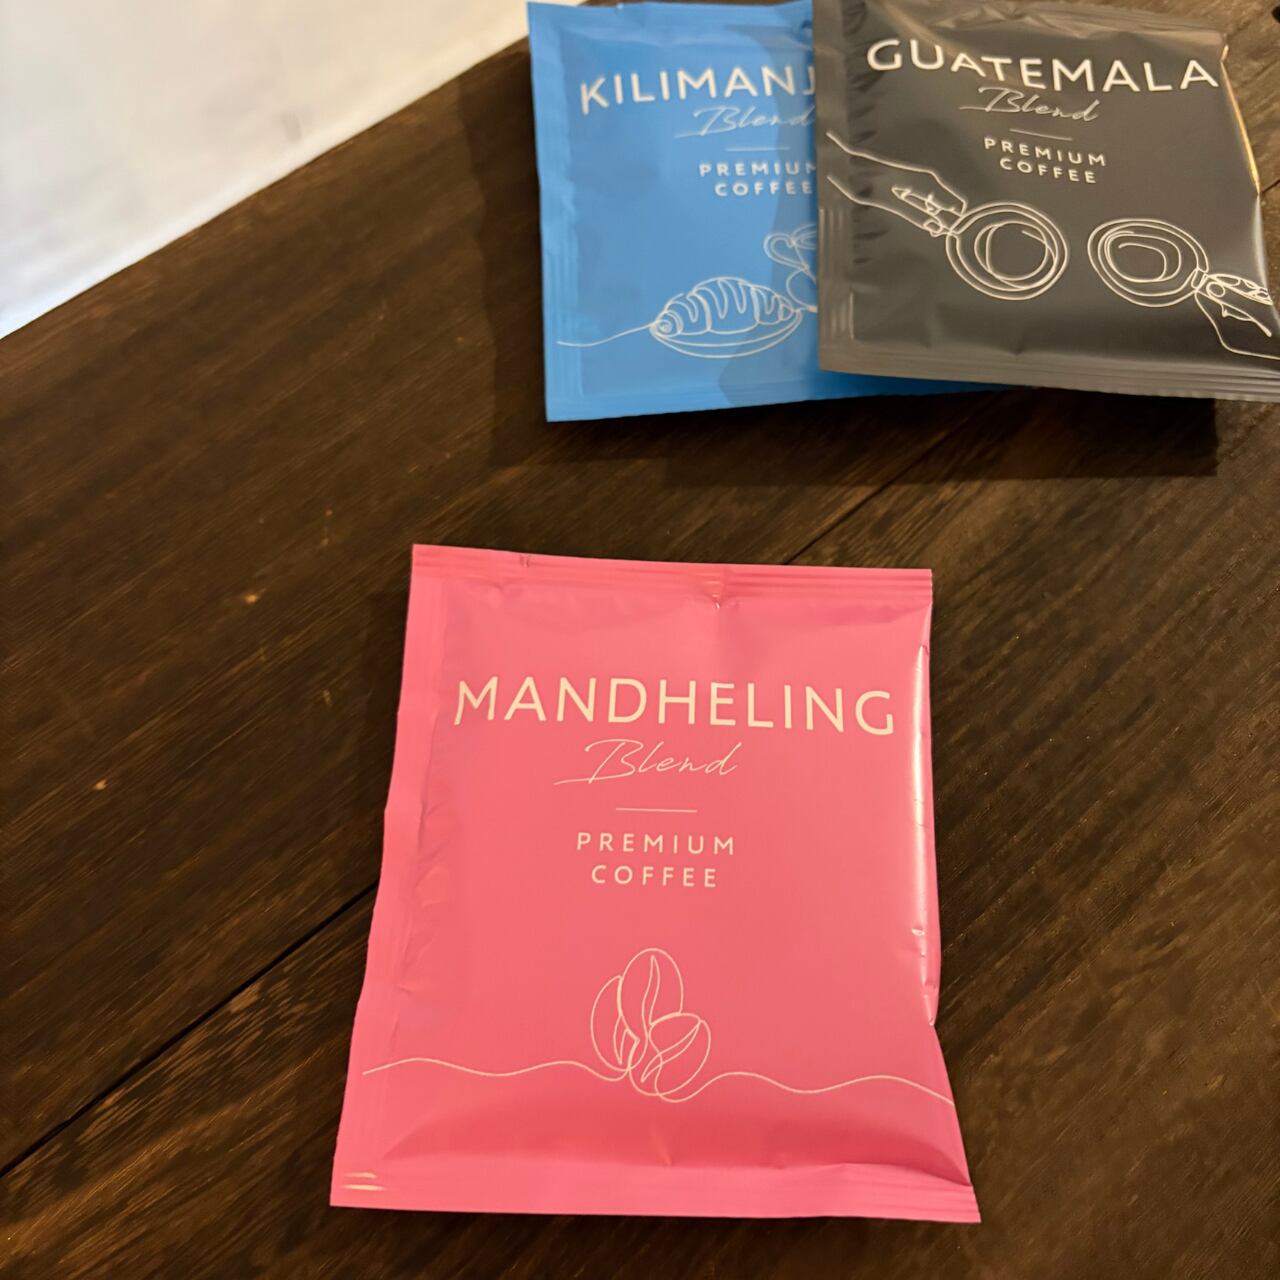 KILIMANJ
Blend
PREMIUM
COFFEE
GUATEMALA
Blend
PREMIUM
COFFEE
MANDHELING
Blend
PREMIUM
COFFEE